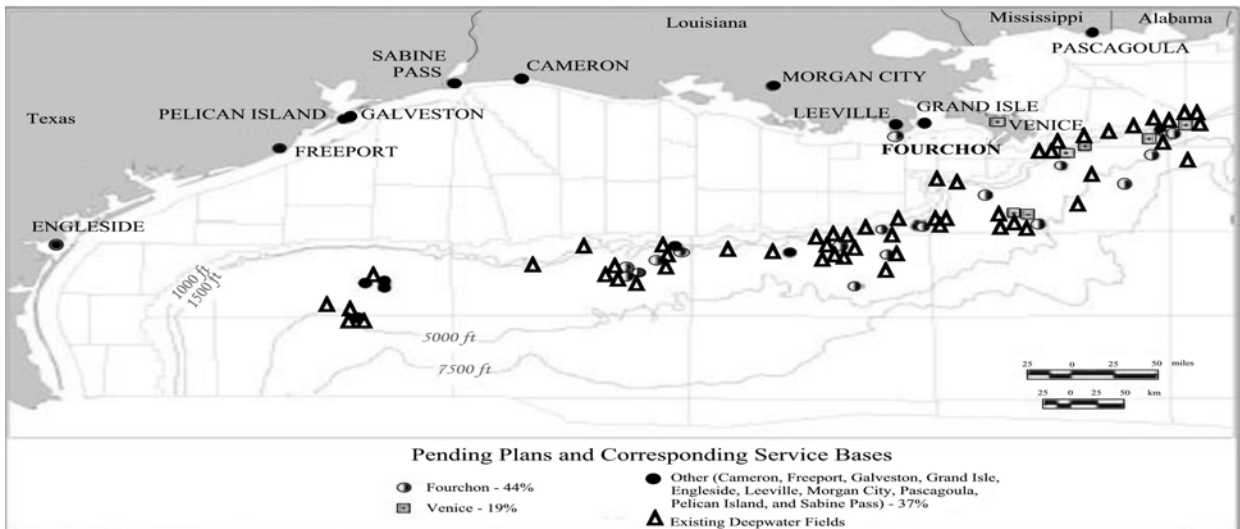 Louisiana
Mississippi
Alabama
PASCAGOULA
SABINE
PASS
CAMERON
MORGAN CITY
PELICAN ISLAND
GALVESTON
LEEVILLE
GRAND ISLE
VENICE
Texas
FREEPORT
FOURCHON
ENGLESIDE
1000 ft
1500 ft
5000 ft
7500 ft
25 0 25 50 miles
25 0 25 50 km
Pending Plans and Corresponding Service Bases
Fourchon - 44%
Venice - 19%
Other (Cameron, Freeport, Galveston, Grand Isle,
Engleside, Leeville, Morgan City, Pascagoula,
Pelican Island, and Sabine Pass) - 37%
Existing Deepwater Fields